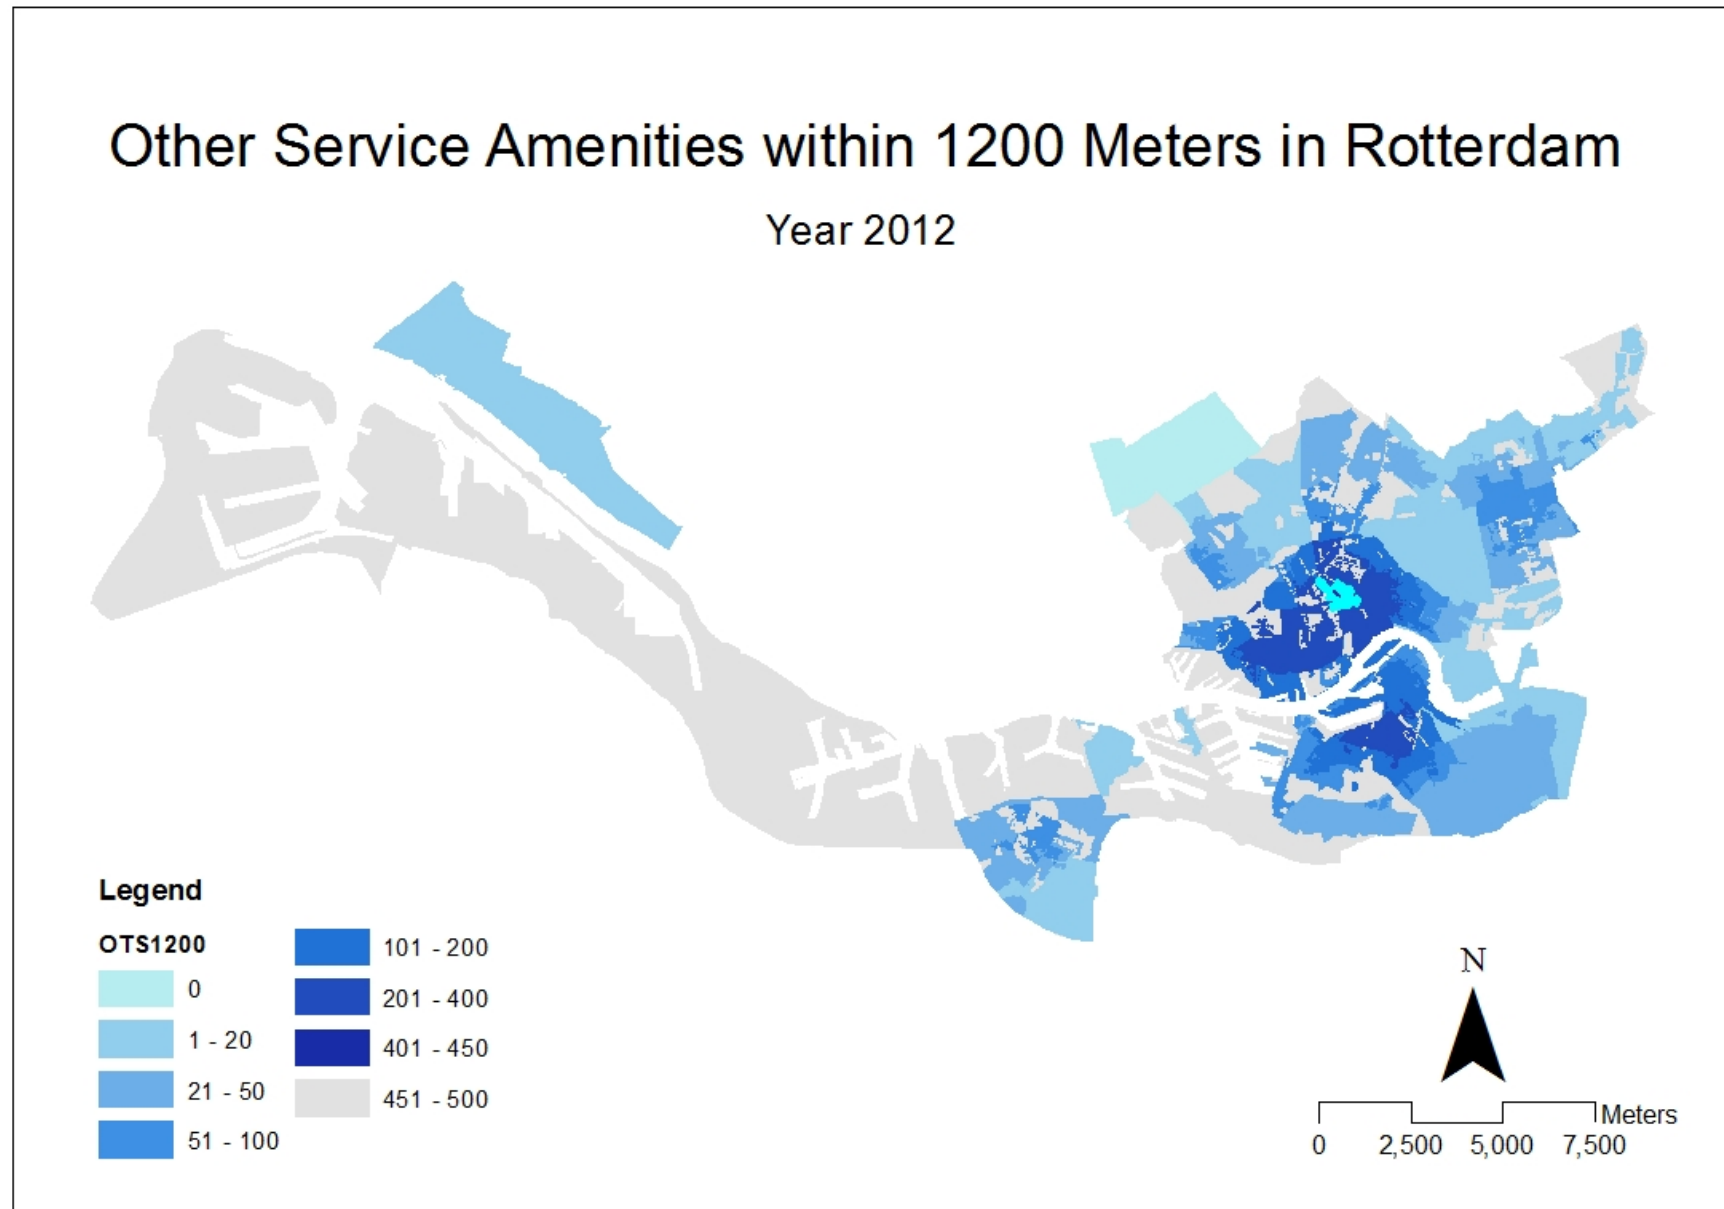 Other Service Amenities within 1200 Meters in Rotterdam
Year 2012
Legend
OTS1200
0
1 - 20
21 - 50
51 - 100
101 - 200
201 - 400
401 - 450
451 - 500
N
Meters
0 2,500 5,000 7,500